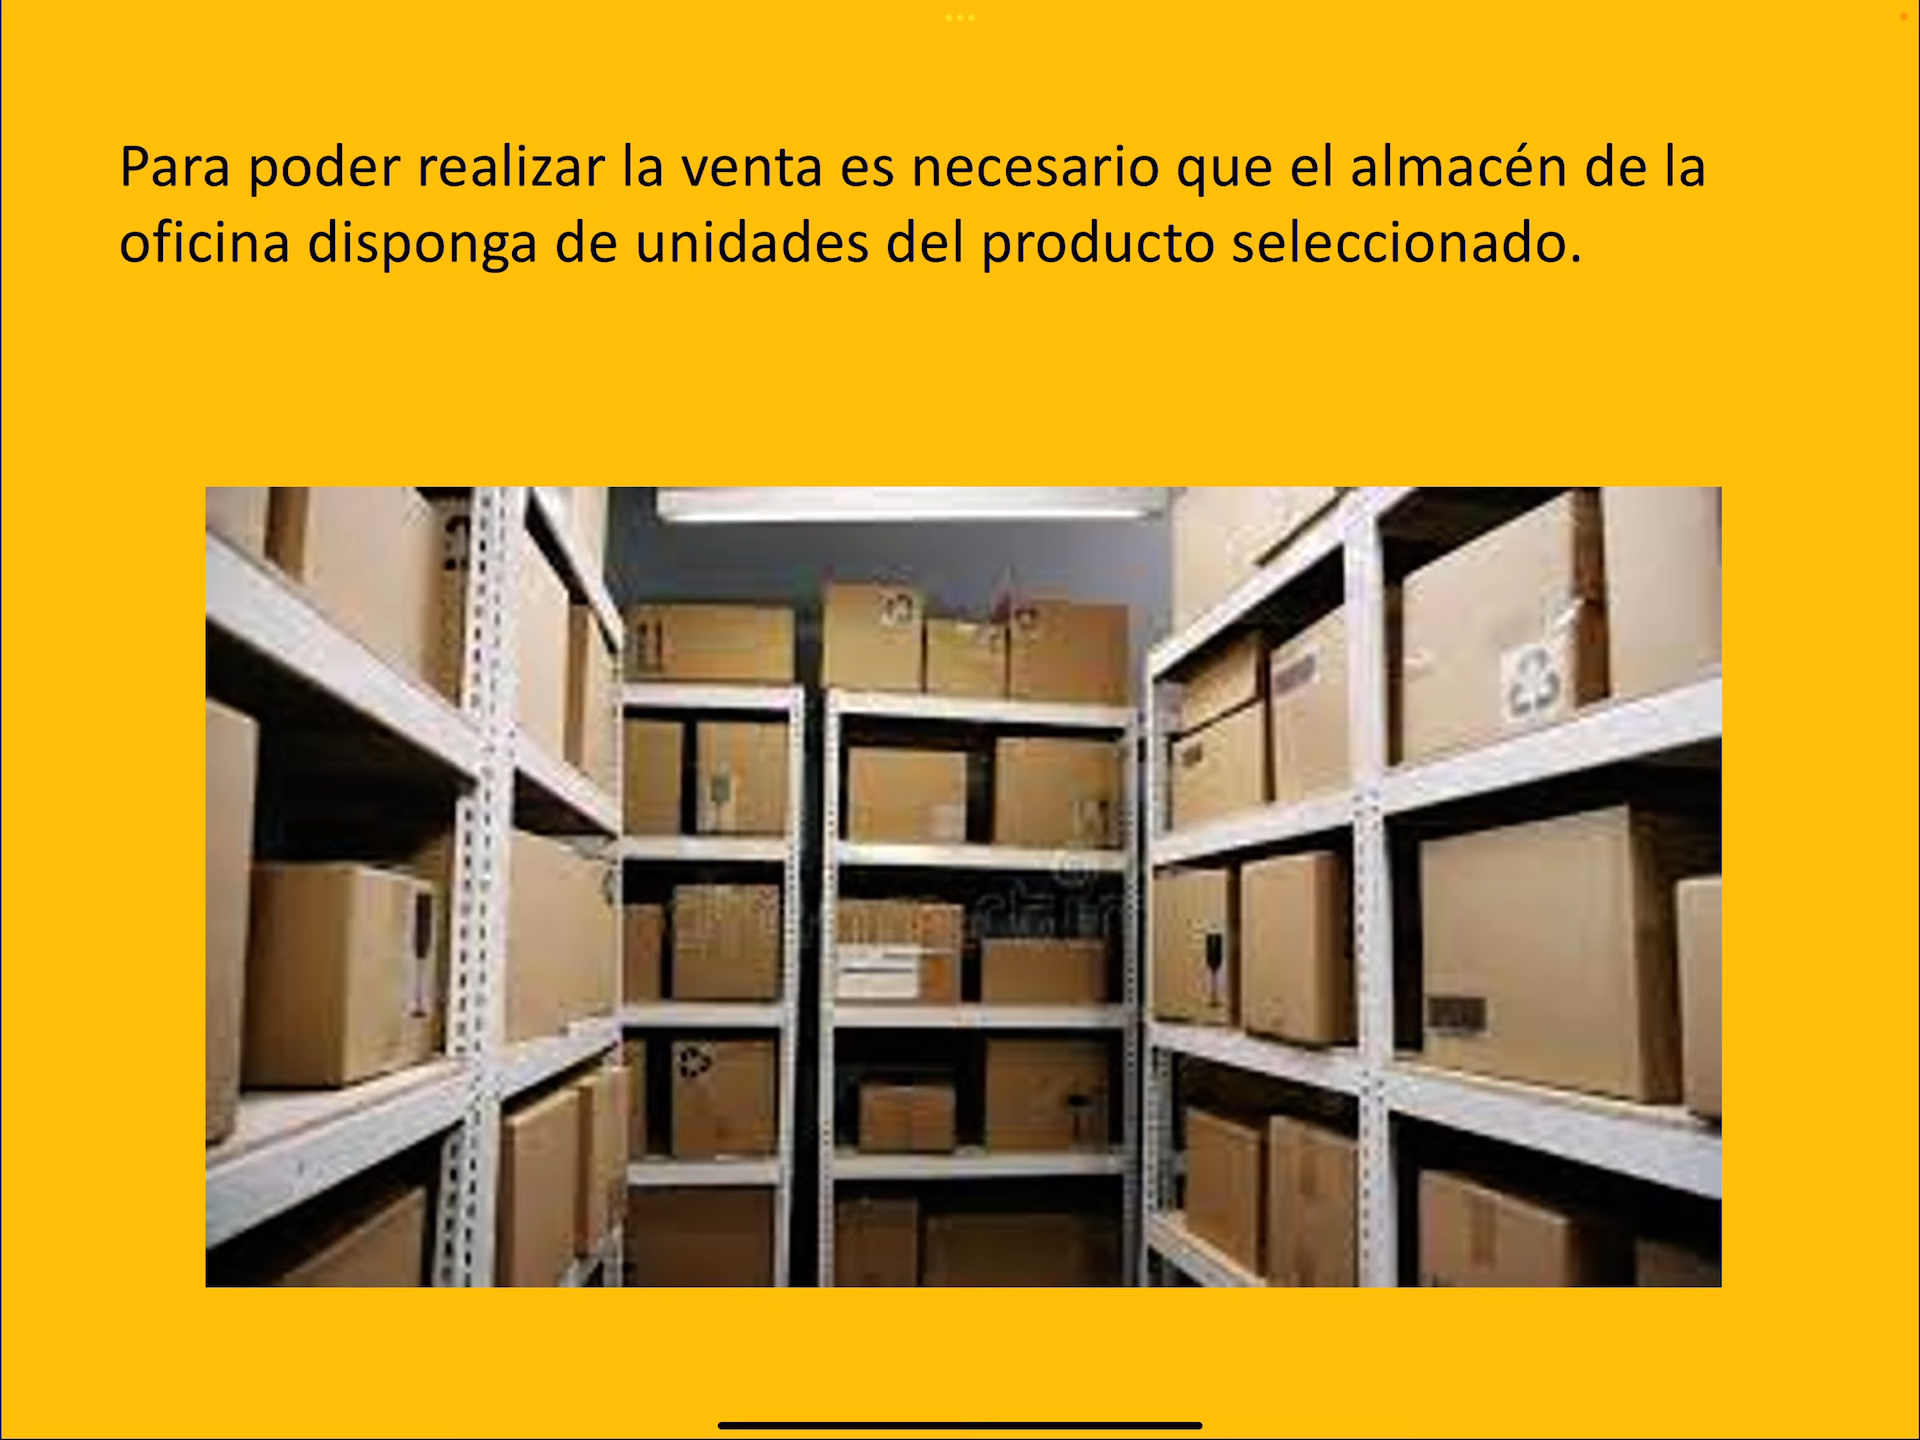 Para poder realizar la venta es necesario que el almacén de la
oficina disponga de unidades del producto seleccionado.